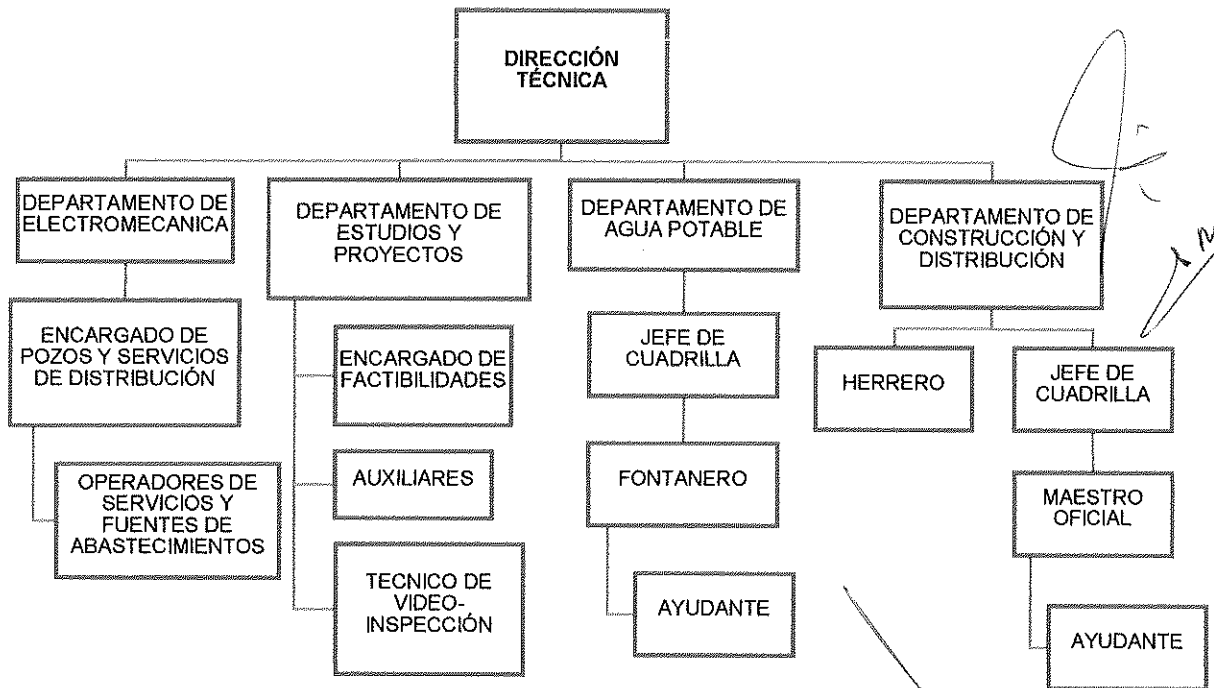 DIRECCIÓN
TÉCNICA
DEPARTAMENTO DE
ELECTROMECANICA
ENCARGADO DE
POZOS Y SERVICIOS
DE DISTRIBUCIÓN
OPERADORES DE
SERVICIOS Y
FUENTES DE
ABASTECIMIENTOS
DEPARTAMENTO DE
ESTUDIOS Y
PROYECTOS
ENCARGADO DE
FACTIBILIDADES
AUXILIARES
TECNICO DE
VIDEO-
INSPECCIÓN
DEPARTAMENTO DE
AGUA POTABLE
JEFE DE
CUADRILLA
FONTANERO
AYUDANTE
DEPARTAMENTO DE
CONSTRUCCIÓN Y
DISTRIBUCIÓN
HERRERO
JEFE DE
CUADRILLA
MAESTRO
OFICIAL
AYUDANTE